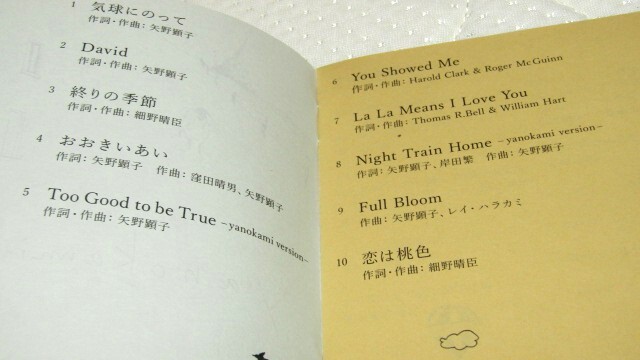 1 気球にのって
作詞・作曲: 矢野顕子
2 David
作詞・作曲: 矢野顕子
3 終りの季節
作詞・作曲: 細野晴臣
4 おおきいあい
作詞: 矢野顕子 作曲: 窪田晴男、矢野顕子
5 Too Good to be True –yanokami version–
作詞・作曲: 矢野顕子
6 You Showed Me
作詞・作曲: Harold Clark & Roger McGuinn
7 La La Means I Love You
作詞・作曲: Thomas R.Bell & William Hart
8 Night Train Home –yanokami version–
作詞: 矢野顕子、岸田繁 作曲: 矢野顕子
9 Full Bloom
作曲: 矢野顕子、レイ・ハラカミ
10 恋は桃色
作詞・作曲: 細野晴臣